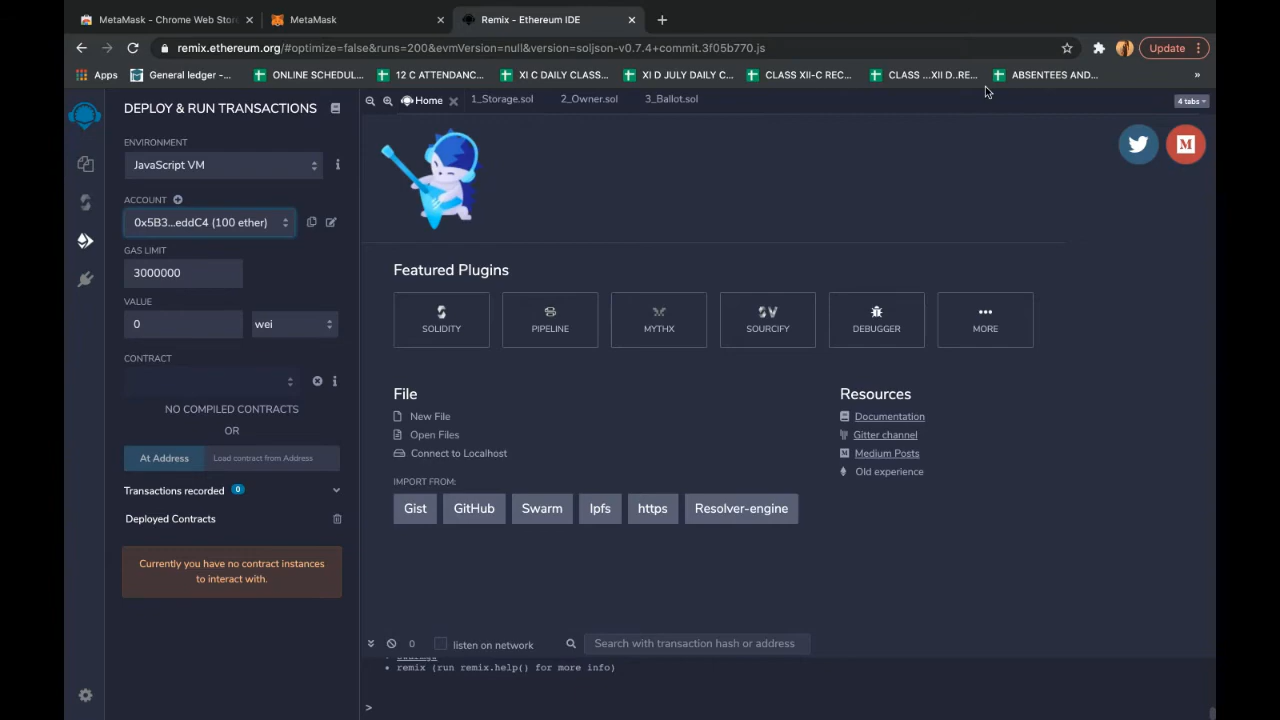 MetaMask - Chrome Web Stor
MetaMask
Remix - Ethereum IDE
remix.ethereum.org/#optimize=false&runs=200&evmVersion=null&version=soljson-v0.7.4+commit.3f05b770.js
Update
Apps
General ledger -...
ONLINE SCHEDUL...
12 C ATTENDANC...
XI C DAILY CLASS...
XI D JULY DAILY C...
CLASS XII-C REC...
CLASS ...XII D..RE...
ABSENTEES AND...
»
DEPLOY & RUN TRANSACTIONS
Home
1_Storage.sol
2_Owner.sol
3_Ballot.sol
4 tabs
ENVIRONMENT
JavaScript VM
ACCOUNT
0x5B3...eddC4 (100 ether)
GAS LIMIT
3000000
VALUE
0
wei
CONTRACT
NO COMPILED CONTRACTS
OR
At Address
Load contract from Address
Transactions recorded 0
Deployed Contracts
Currently you have no contract instances
to interact with.
Featured Plugins
SOLIDITY
PIPELINE
MYTHX
SOURCIFY
DEBUGGER
MORE
File
New File
Open Files
Connect to Localhost
IMPORT FROM:
Gist
GitHub
Swarm
Ipfs
https
Resolver-engine
Resources
Documentation
Gitter channel
Medium Posts
Old experience
0
listen on network
Search with transaction hash or address
remix (run remix.help() for more info)
>